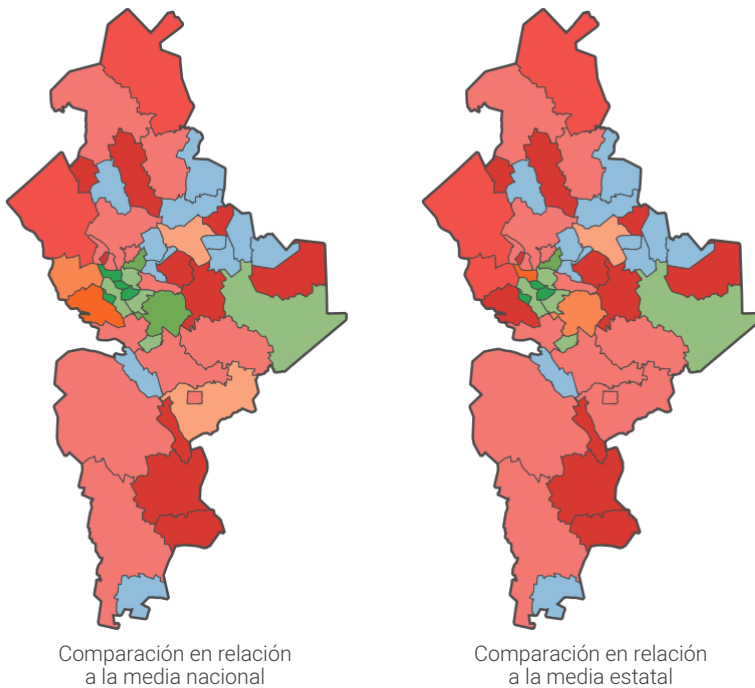 Comparación en relación
a la media nacional
Comparación en relación
a la media estatal